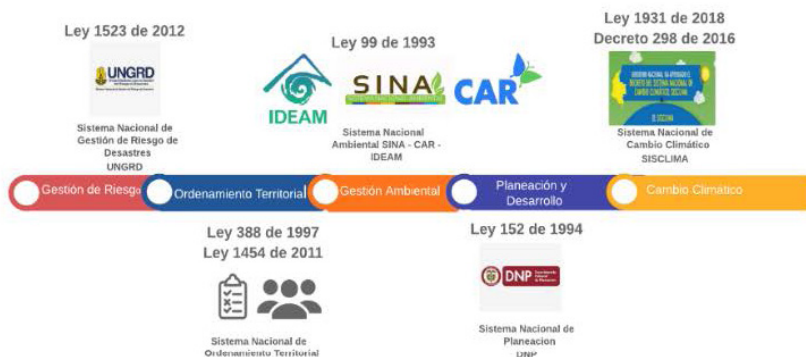 Ley 1523 de 2012
UNGRD
Sistema Nacional de
Gestión de Riesgo de
Desastres
UNGRD
Ley 99 de 1993
IDEAM
SINA
CAR
Sistema Nacional
Ambiental SINA - CAR -
IDEAM
Ley 1931 de 2018
Decreto 298 de 2016
Sistema Nacional de
Cambio Climático
SISCLIMA
Gestión de Riesgo
Ordenamiento Territorial
Gestión Ambiental
Planeación y
Desarrollo
Cambio Climático
Ley 388 de 1997
Ley 1454 de 2011
Sistema Nacional de
Ordenamiento Territorial
Ley 152 de 1994
DNP
Sistema Nacional de
Planeacion
DNP